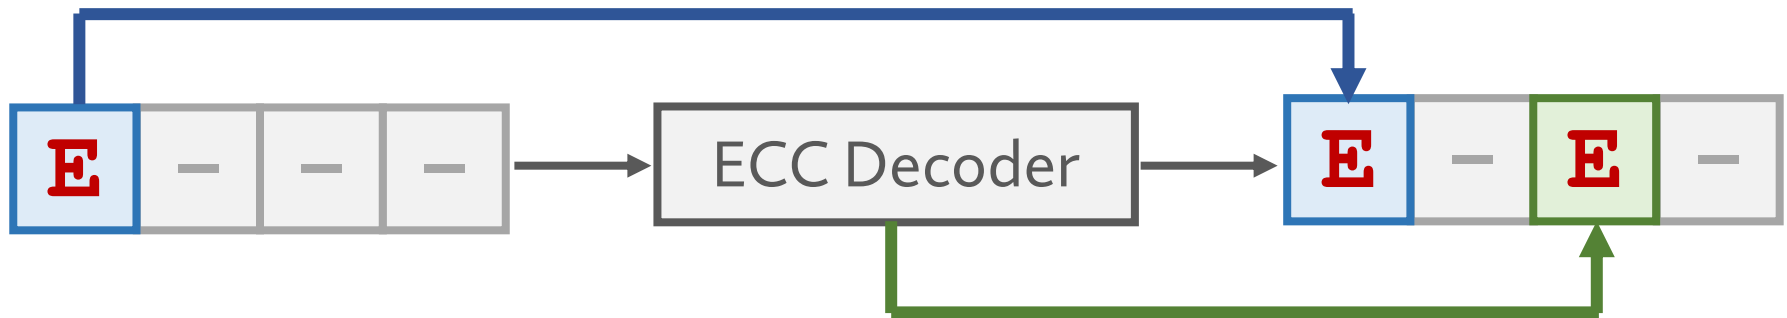 E – – – ECC Decoder E – E –